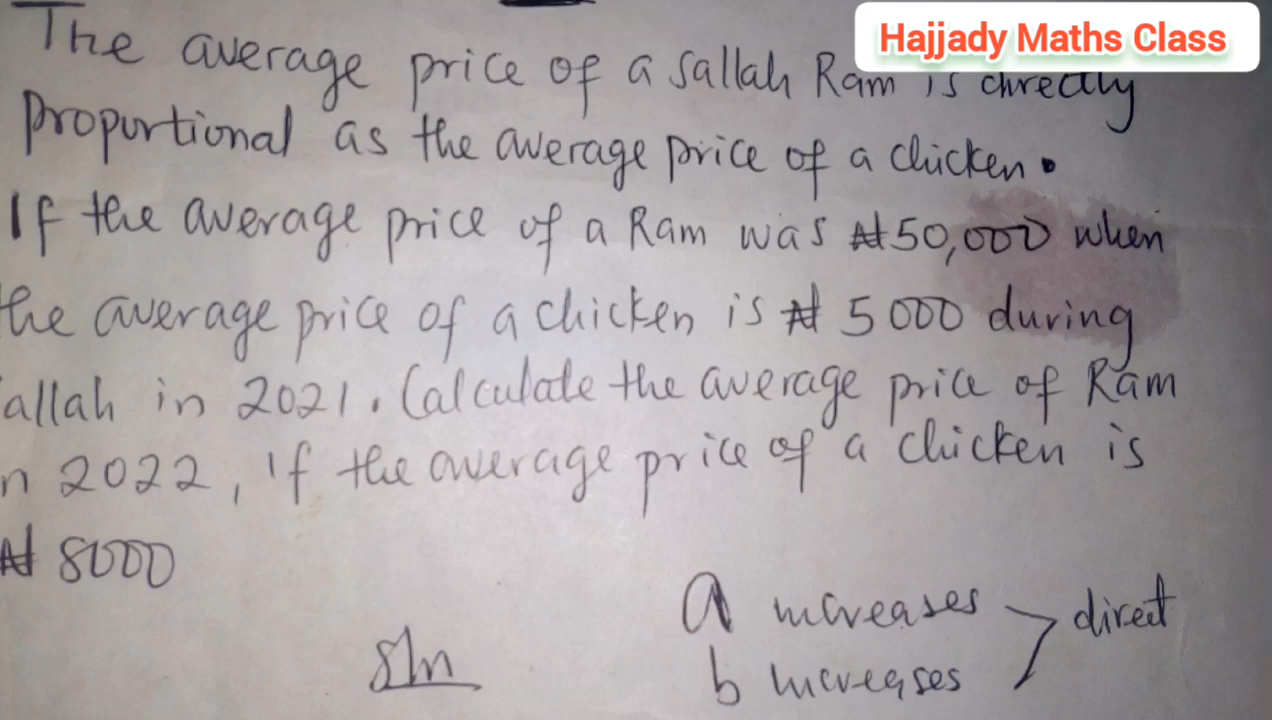 Hajjady Maths Class
The average price of a Sallah Ram is directly
proportional as the average price of a chicken.
If the average price of a Ram was ₦50,000 when
the average price of a chicken is ₦ 5000 during
allah in 2021. Calculate the average price of Ram
n 2022, if the average price of a chicken is
₦ 8000
Sln
a increases
b increases
direct